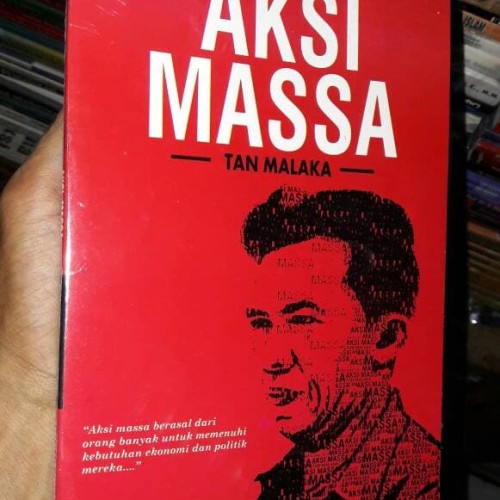 AKSI
MASSA
TAN MALAKA
"Aksi massa berasal dari
orang banyak untuk memenuhi
kebutuhan ekonomi dan politik
mereka...."